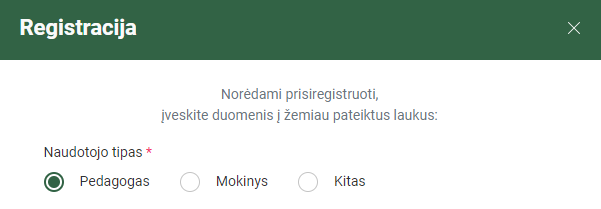 Registracija
Norėdami prisiregistruoti,
įveskite duomenis į žemiau pateiktus laukus:
Naudotojo tipas *
Pedagogas Mokinys Kitas